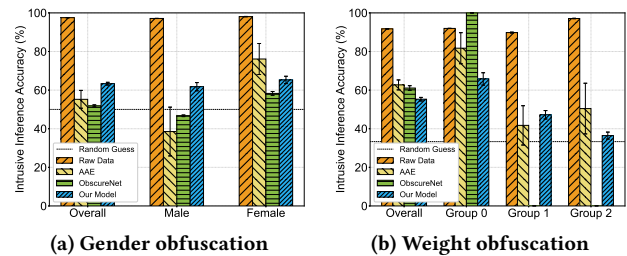 Intrusive Inference Accuracy (%)
100
80
60
40
20
0
Random Guess
Raw Data
AAE
ObscureNet
Our Model
Overall Male Female
(a) Gender obfuscation
Intrusive Inference Accuracy (%)
100
80
60
40
20
0
Random Guess
Raw Data
AAE
ObscureNet
Our Model
Overall Group 0 Group 1 Group 2
(b) Weight obfuscation